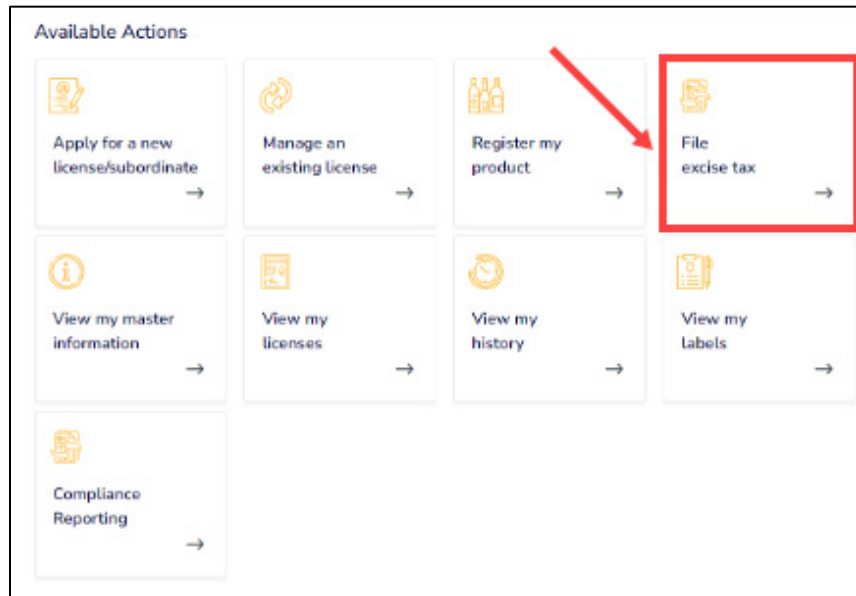 Available Actions
Apply for a new
license/subordinate
Manage an
existing license
Register my
product
File
excise tax
View my master
information
View my
licenses
View my
history
View my
labels
Compliance
Reporting